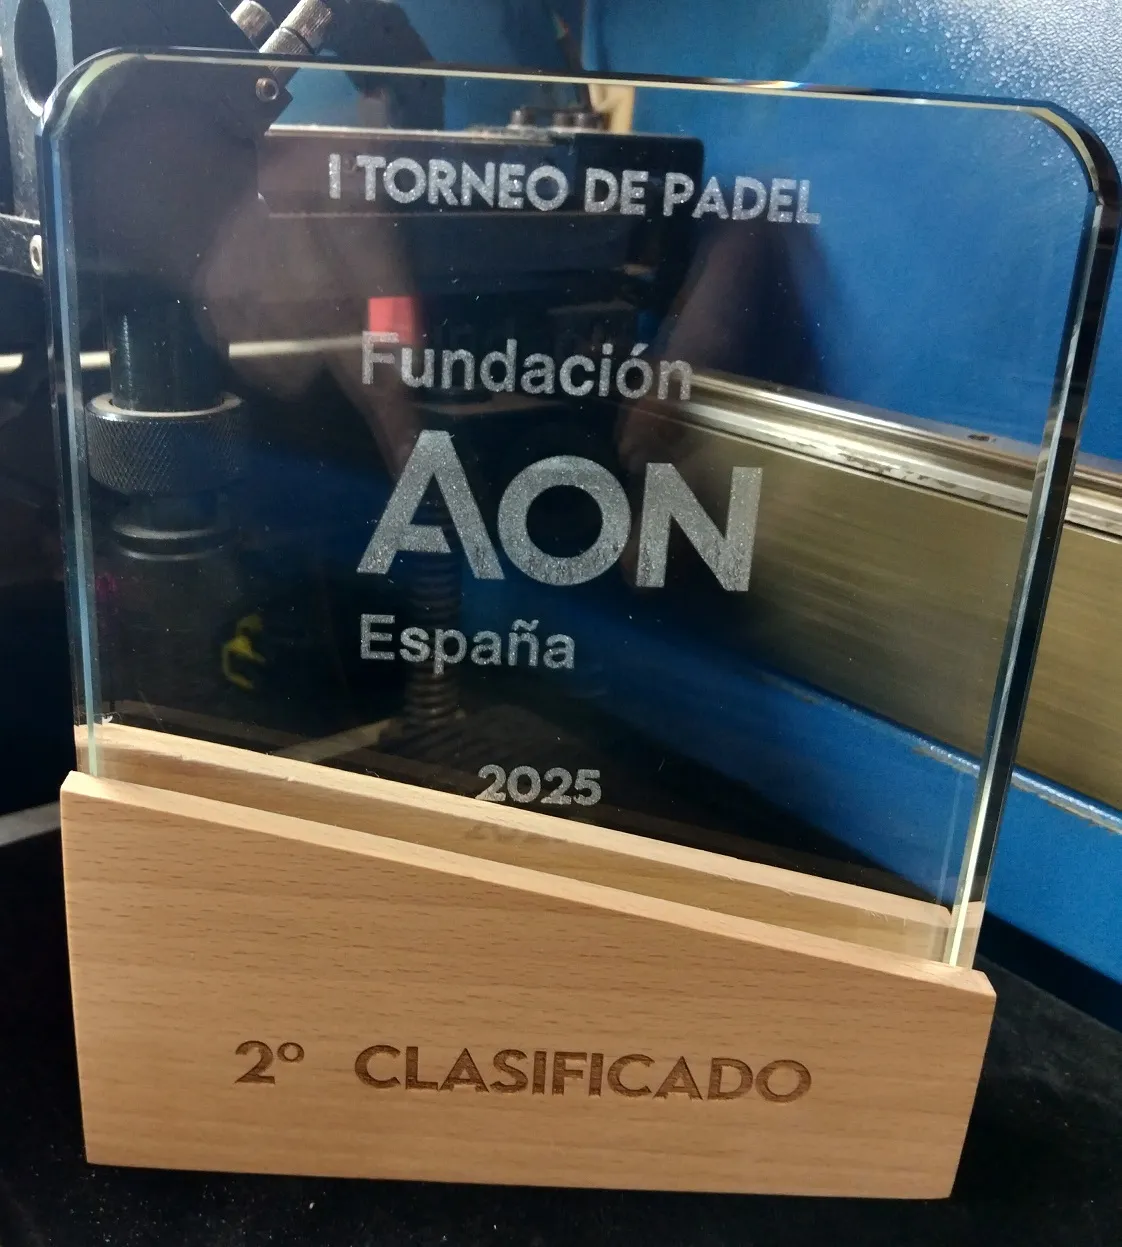 I TORNEO DE PADEL
Fundación
AON
España
2025
2º CLASIFICADO